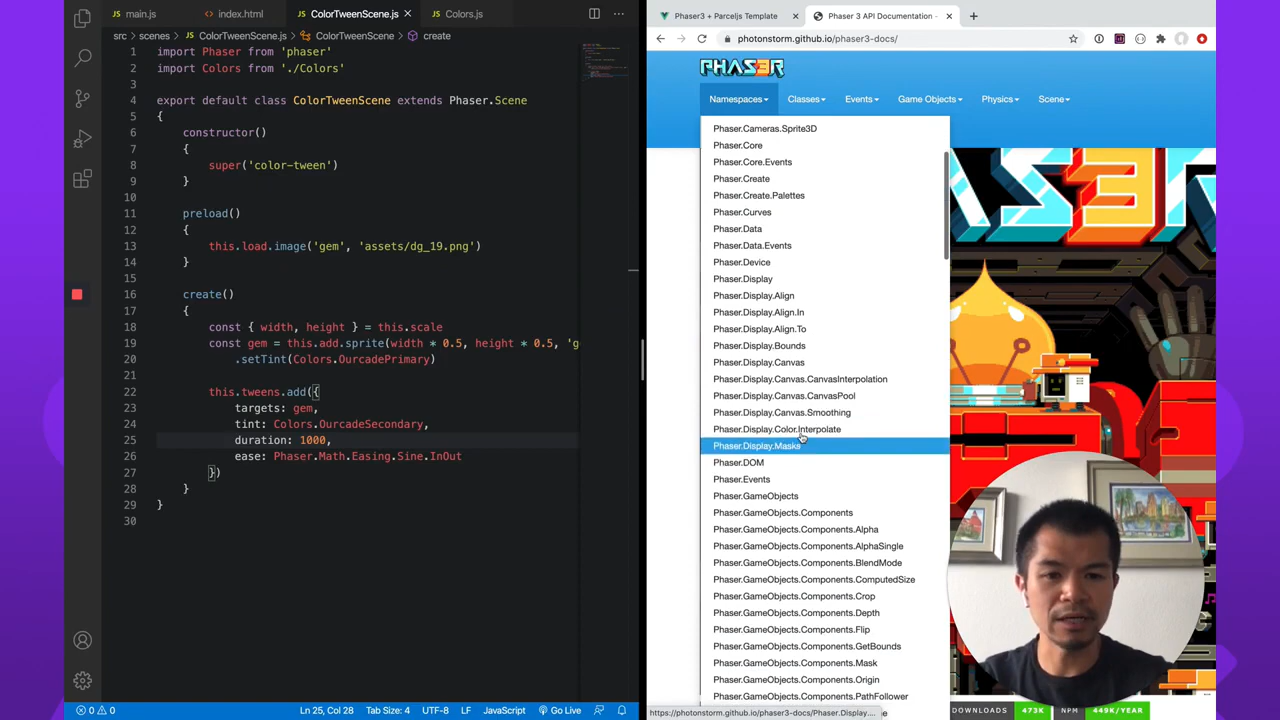 main.js
index.html
ColorTweenScene.js
Colors.js
src > scenes > ColorTweenScene.js > ColorTweenScene > create
1 import Phaser from 'phaser'
2 import Colors from './Colors'
3
4 export default class ColorTweenScene extends Phaser.Scene
5 {
6 constructor()
7 {
8 super('color-tween')
9 }
10
11 preload()
12 {
13 this.load.image('gem', 'assets/dg_19.png')
14 }
15
16 create()
17 {
18 const { width, height } = this.scale
19 const gem = this.add.sprite(width * 0.5, height * 0.5, 'g
20 .setTint(Colors.OurcadePrimary)
21
22 this.tweens.add({
23 targets: gem,
24 tint: Colors.OurcadeSecondary,
25 duration: 1000,
26 ease: Phaser.Math.Easing.Sine.InOut
27 })
28 }
29 }
30
0 0
Ln 25, Col 28
Tab Size: 4
UTF-8
LF
JavaScript
Go Live
Phaser3 + Parceljs Template
Phaser 3 API Documentation -
photonstorm.github.io/phaser3-docs/
PHASER
Namespaces
Classes
Events
Game Objects
Physics
Scene
Phaser.Cameras.Sprite3D
Phaser.Core
Phaser.Core.Events
Phaser.Create
Phaser.Create.Palettes
Phaser.Curves
Phaser.Data
Phaser.Data.Events
Phaser.Device
Phaser.Display
Phaser.Display.Align
Phaser.Display.Align.In
Phaser.Display.Align.To
Phaser.Display.Bounds
Phaser.Display.Canvas
Phaser.Display.Canvas.CanvasInterpolation
Phaser.Display.Canvas.CanvasPool
Phaser.Display.Canvas.Smoothing
Phaser.Display.Color.Interpolate
Phaser.Display.Masks
Phaser.DOM
Phaser.Events
Phaser.GameObjects
Phaser.GameObjects.Components
Phaser.GameObjects.Components.Alpha
Phaser.GameObjects.Components.AlphaSingle
Phaser.GameObjects.Components.BlendMode
Phaser.GameObjects.Components.ComputedSize
Phaser.GameObjects.Components.Crop
Phaser.GameObjects.Components.Depth
Phaser.GameObjects.Components.Flip
Phaser.GameObjects.Components.GetBounds
Phaser.GameObjects.Components.Mask
Phaser.GameObjects.Components.Origin
Phaser.GameObjects.Components.PathFollower
https://photonstorm.github.io/phaser3-docs/Phaser.Display....
DOWNLOADS 473K
NPM 449K/YEAR